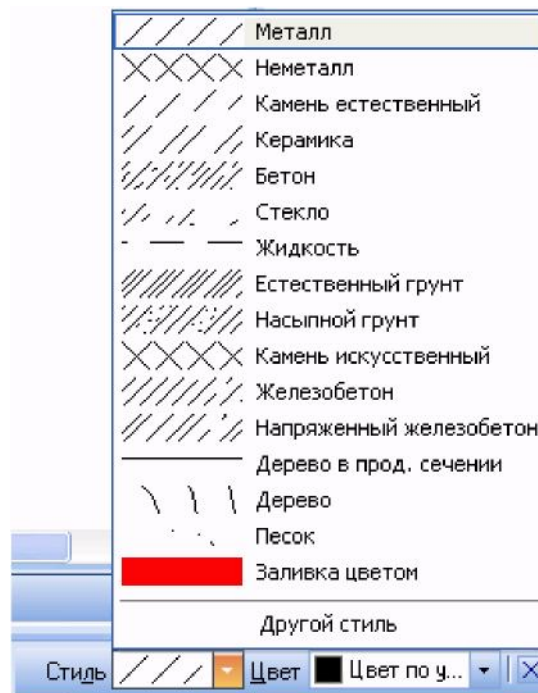 Металл
Неметалл
Камень естественный
Керамика
Бетон
Стекло
Жидкость
Естественный грунт
Насыпной грунт
Камень искусственный
Железобетон
Напряженный железобетон
Дерево в прод. сечении
Дерево
Песок
Заливка цветом
Другой стиль
Стиль Цвет Цвет по у...